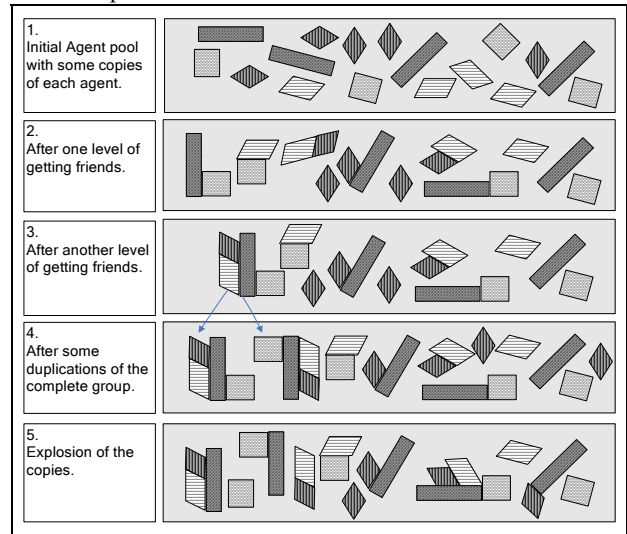 1.
Initial Agent pool
with some copies
of each agent.
2.
After one level of
getting friends.
3.
After another level
of getting friends.
4.
After some
duplications of the
complete group.
5.
Explosion of the
copies.